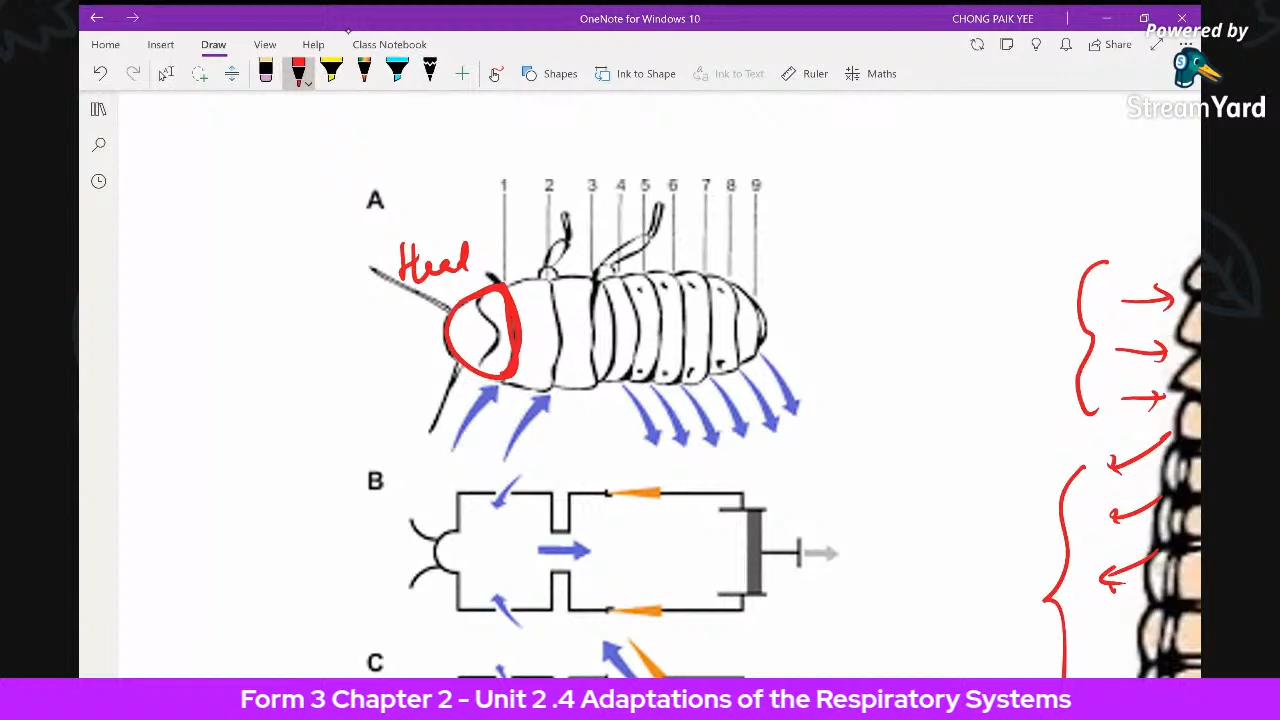 OneNote for Windows 10
CHONG PAIK YEE
Powered by
Home Insert Draw View Help Class Notebook
Share
StreamYard
Shapes Ink to Shape Ink to Text Ruler Maths
1 2 3 4 5 6 7 8 9
A
Head
B
C
Form 3 Chapter 2 - Unit 2 .4 Adaptations of the Respiratory Systems